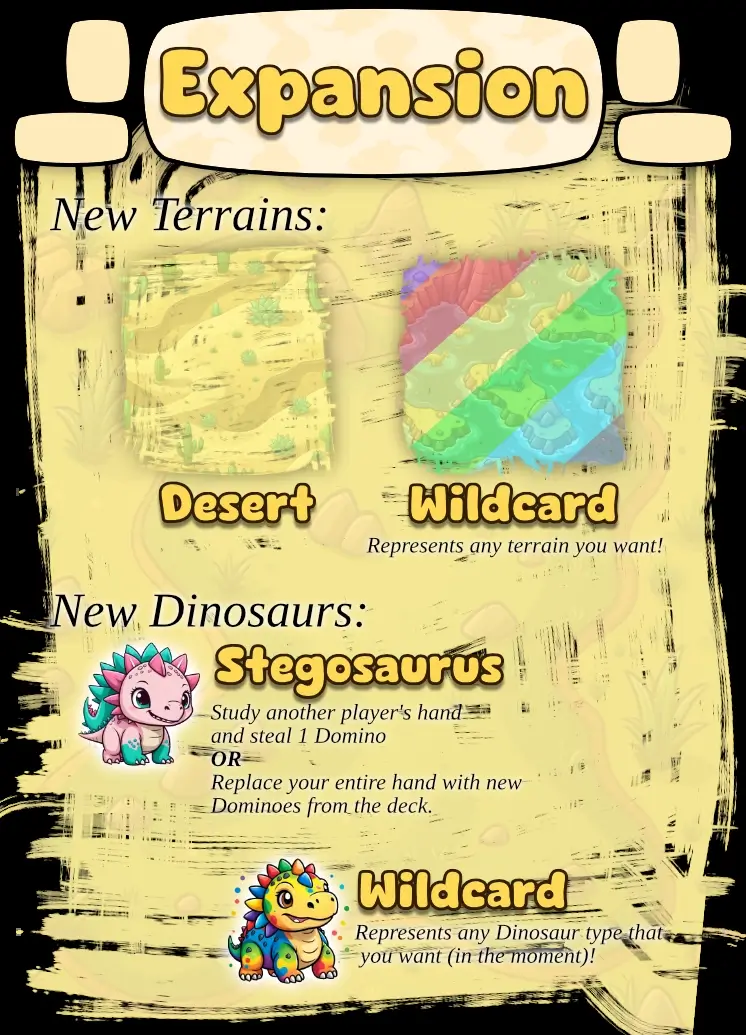 Expansion
New Terrains:
Desert
Wildcard
Represents any terrain you want!
New Dinosaurs:
Stegosaurus
Study another player's hand
and steal 1 Domino
OR
Replace your entire hand with new
Dominoes from the deck.
Wildcard
Represents any Dinosaur type that
you want (in the moment)!